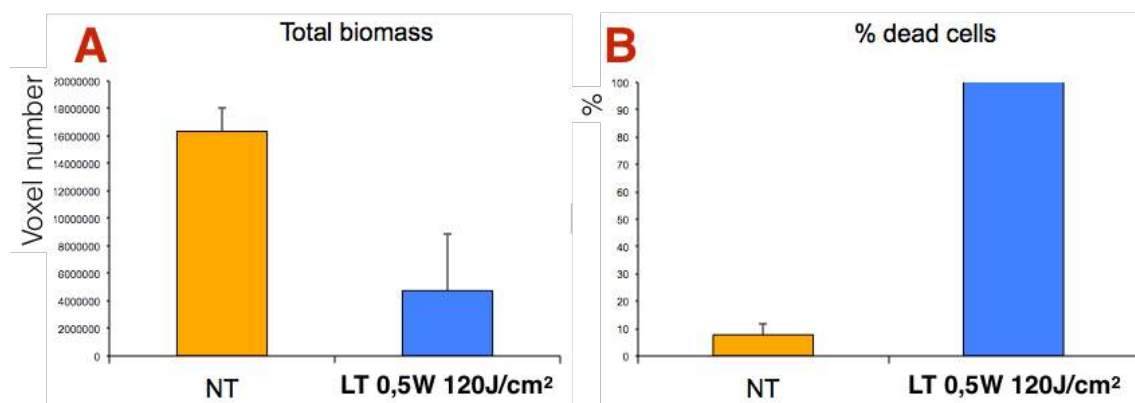 A
Total biomass
Voxel number
20000000
18000000
16000000
14000000
12000000
10000000
8000000
6000000
4000000
2000000
0
NT
LT 0,5W 120J/cm²
B
% dead cells
%
100
90
80
70
60
50
40
30
20
10
0
NT
LT 0,5W 120J/cm²